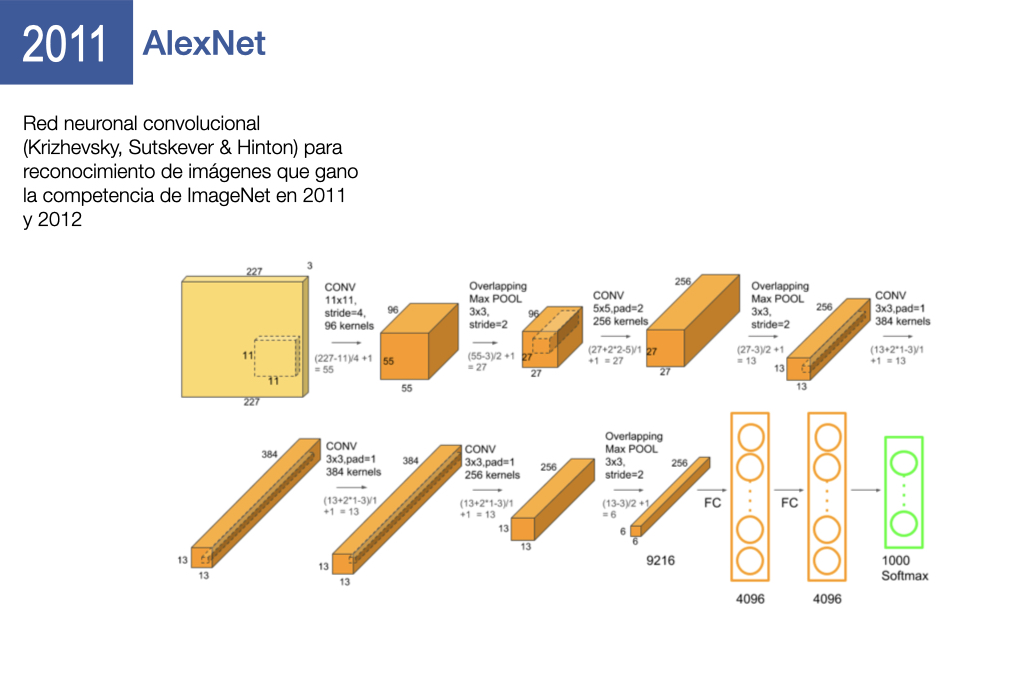 2011
AlexNet
Red neuronal convolucional
(Krizhevsky, Sutskever & Hinton) para
reconocimiento de imágenes que gano
la competencia de ImageNet en 2011
y 2012
227
3
11
11
227
CONV
11x11,
stride=4,
96 kernels
(227-11)/4 +1
= 55
96
55
55
Overlapping
Max POOL
3x3,
stride=2
(55-3)/2 +1
= 27
96
27
27
CONV
5x5,pad=2
256 kernels
(27+2*2-5)/1
+1 = 27
256
27
27
Overlapping
Max POOL
3x3,
stride=2
(27-3)/2 +1
= 13
256
13
13
CONV
3x3,pad=1
384 kernels
(13+2*1-3)/1
+1 = 13
384
13
13
CONV
3x3,pad=1
384 kernels
(13+2*1-3)/1
+1 = 13
384
13
13
CONV
3x3,pad=1
256 kernels
(13+2*1-3)/1
+1 = 13
256
13
13
Overlapping
Max POOL
3x3,
stride=2
(13-3)/2 +1
= 6
256
6
6
9216
FC
4096
FC
4096
1000
Softmax